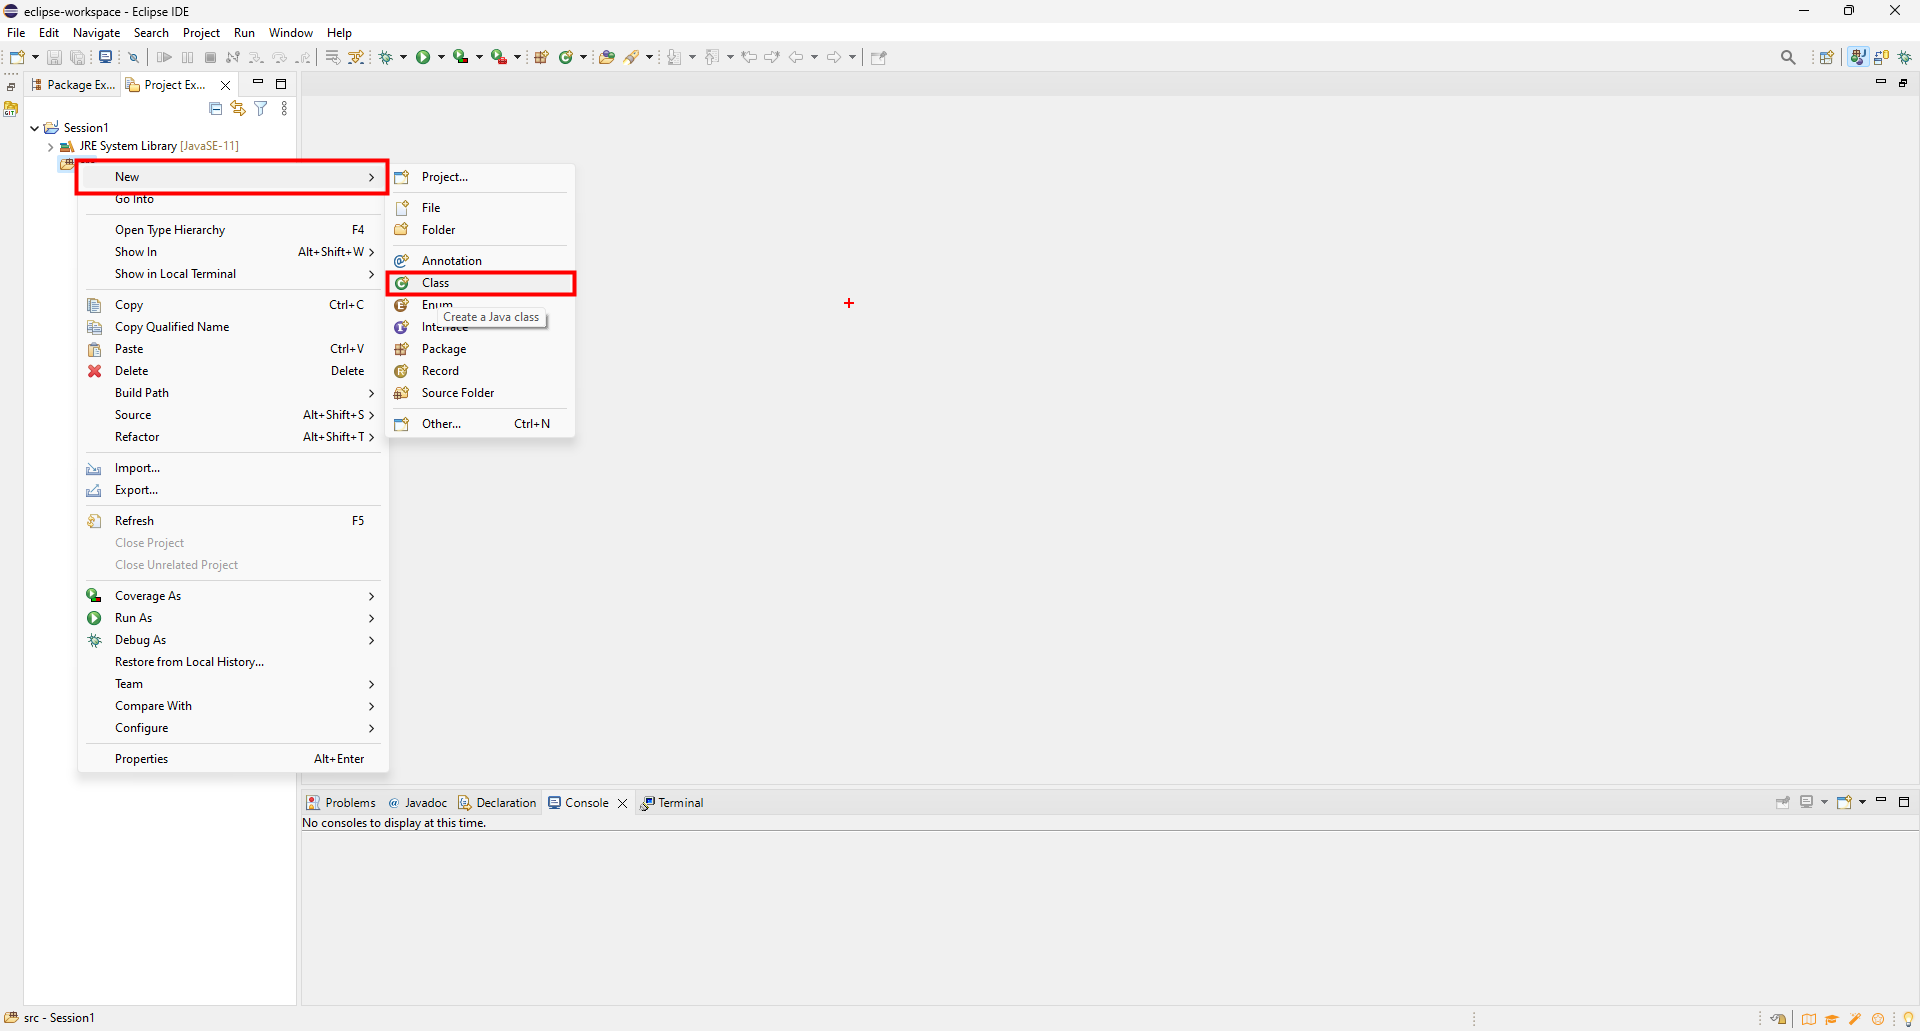 eclipse-workspace - Eclipse IDE
File Edit Navigate Search Project Run Window Help
Package Ex... Project Ex...
GIT
Session1
JRE System Library [JavaSE-11]
New
Go Into
Open Type Hierarchy F4
Show In Alt+Shift+W
Show in Local Terminal
Copy Ctrl+C
Copy Qualified Name
Paste Ctrl+V
Delete Delete
Build Path
Source Alt+Shift+S
Refactor Alt+Shift+T
Import...
Export...
Refresh F5
Close Project
Close Unrelated Project
Coverage As
Run As
Debug As
Restore from Local History...
Team
Compare With
Configure
Properties Alt+Enter
Project...
File
Folder
Annotation
Class
Enum
Create a Java class
Interface
Package
Record
Source Folder
Other... Ctrl+N
Problems Javadoc Declaration Console Terminal
No consoles to display at this time.
src - Session1